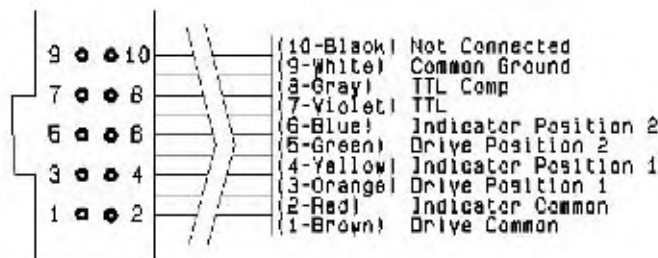 9 10
7 8
5 6
3 4
1 2
(10-Black) Not Connected
(9-White) Common Ground
(8-Gray) TTL Comp
(7-Violet) TTL
(6-Blue) Indicator Position 2
(5-Green) Drive Position 2
(4-Yellow) Indicator Position 1
(3-Orange) Drive Position 1
(2-Red) Indicator Common
(1-Brown) Drive Common